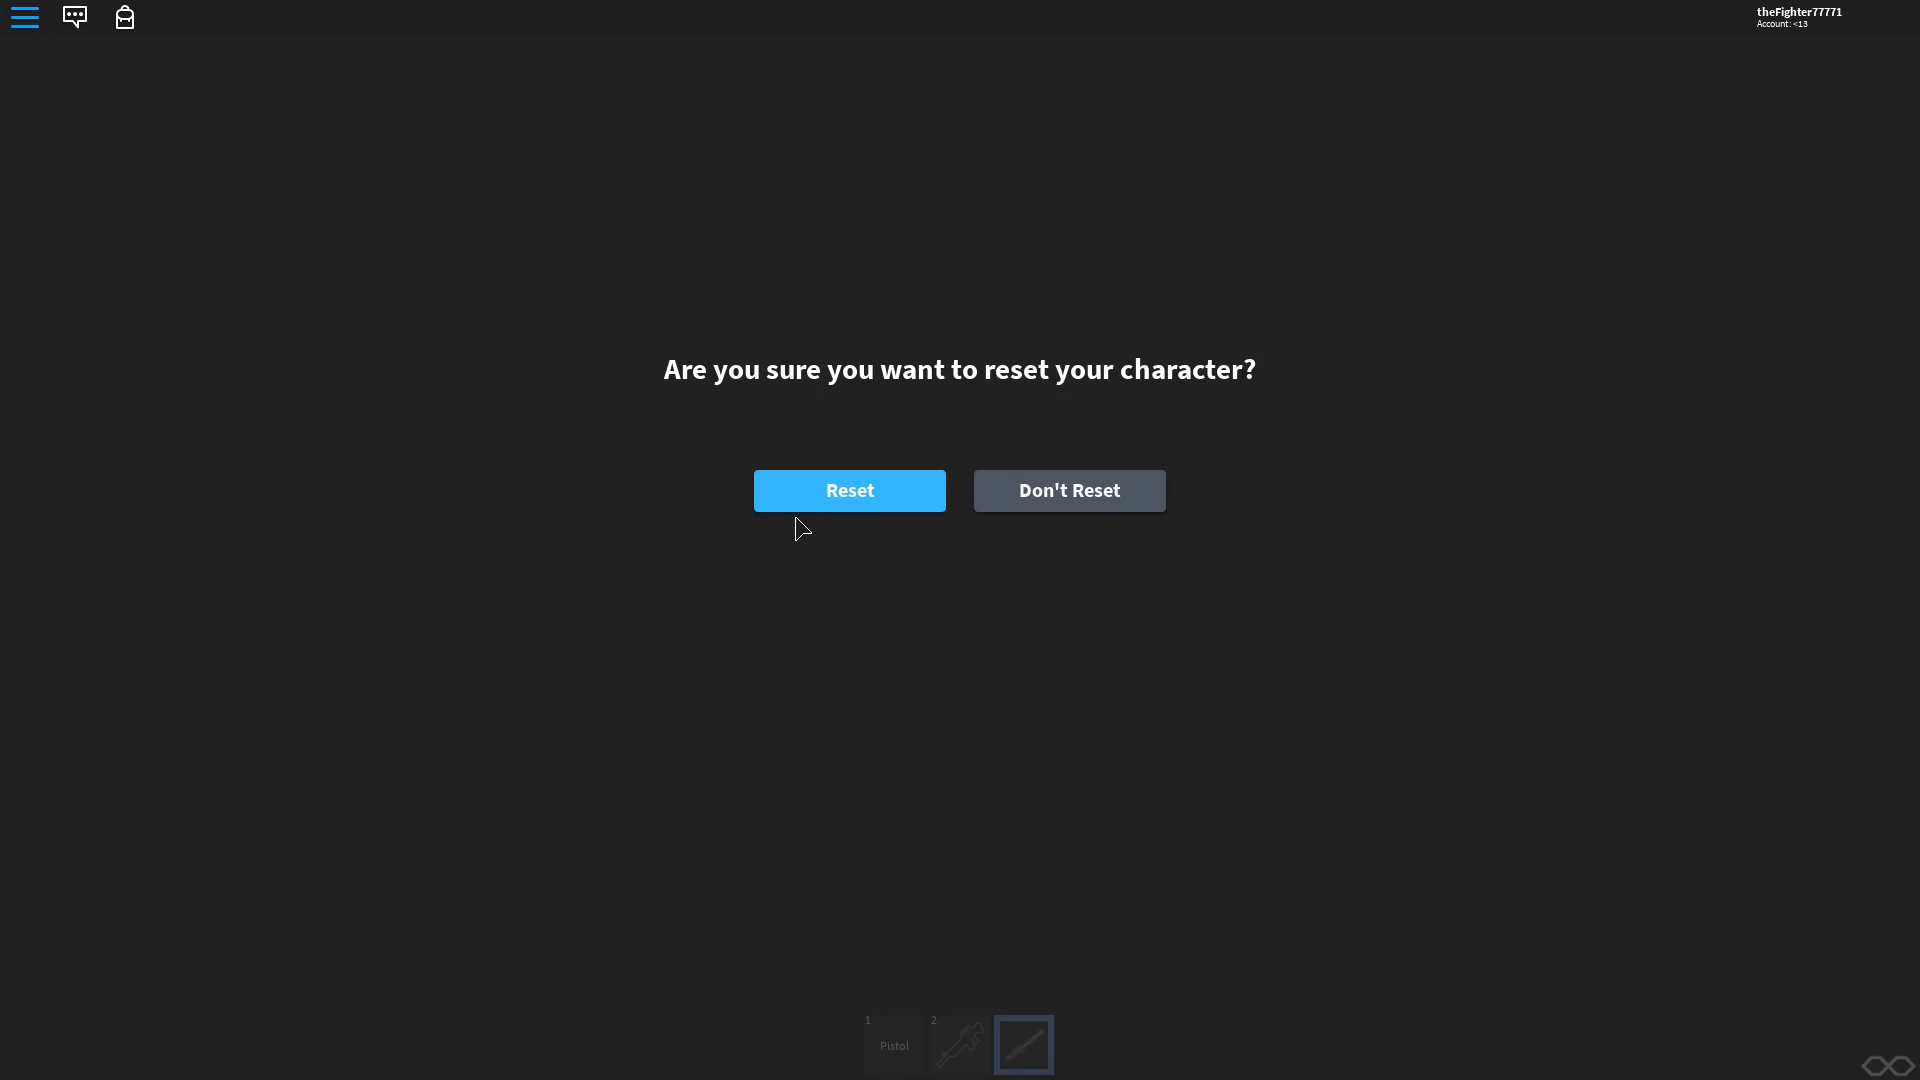 theFighter77771
Account: <13
Are you sure you want to reset your character?
Reset
Don't Reset
1
2
Pistol